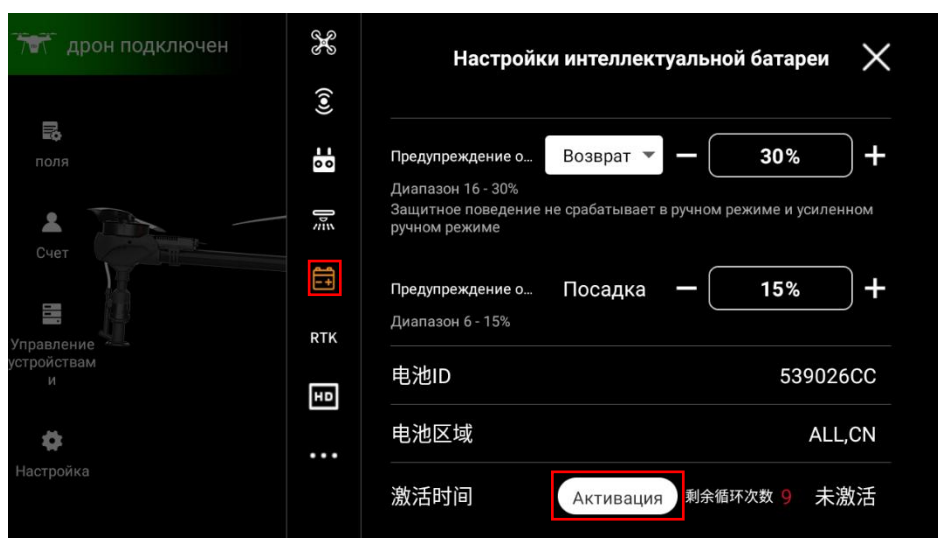 дрон подключен
поля
Счет
Управление
устройствам
и
Настройка
RTK
HD
Настройки интеллектуальной батареи
Предупреждение о... Возврат 30%
Диапазон 16 - 30%
Защитное поведение не срабатывает в ручном режиме и усиленном
ручном режиме
Предупреждение о... Посадка 15%
Диапазон 6 - 15%
电池ID 539026CC
电池区域 ALL,CN
激活时间 Активация 剩余循环次数 9 未激活